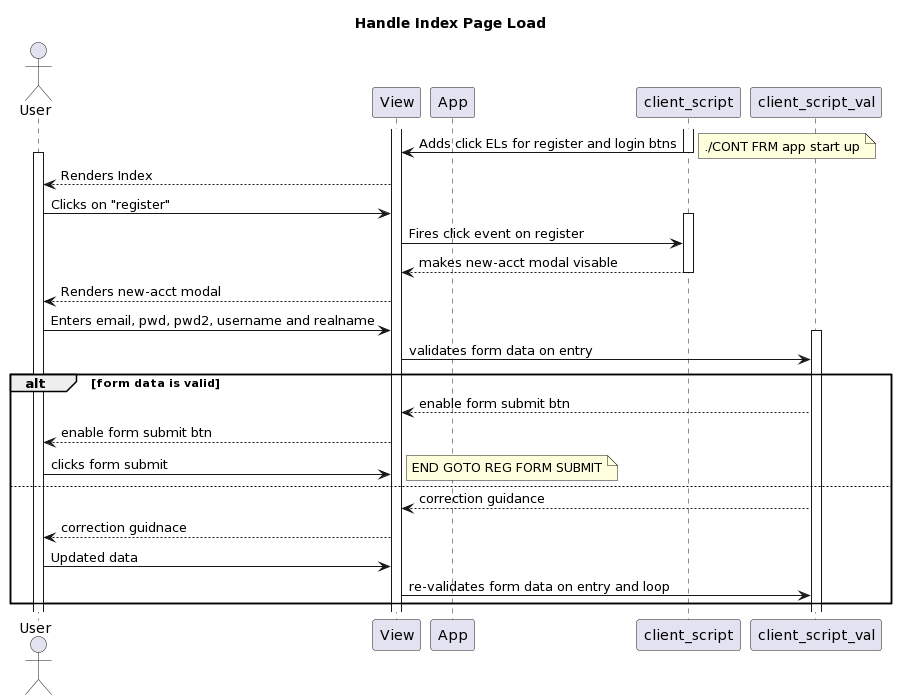 Handle Index Page Load
User
View
App
client_script
client_script_val
Adds click ELs for register and login btns
./CONT FRM app start up
Renders Index
Clicks on "register"
Fires click event on register
makes new-acct modal visable
Renders new-acct modal
Enters email, pwd, pwd2, username and realname
validates form data on entry
alt
[form data is valid]
enable form submit btn
enable form submit btn
clicks form submit
END GOTO REG FORM SUBMIT
correction guidance
correction guidnace
Updated data
re-validates form data on entry and loop
User
View
App
client_script
client_script_val